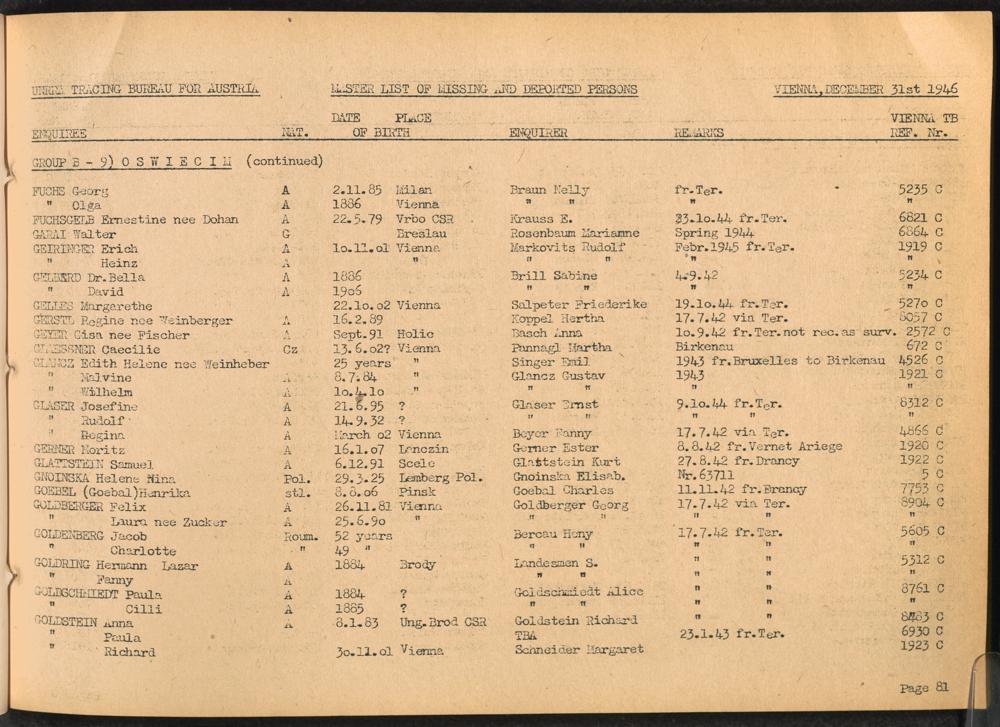 UNRRA TRACING BUREAU FOR AUSTRIA MASTER LIST OF MISSING AND DEPORTED PERSONS VIENNA, DECEMBER 31st 1946
DATE PLACE VIENNA TB
ENQUIREE NAT. OF BIRTH ENQUIRER REMARKS REF. Nr.
GROUP B - 9) O S W I E C I M (continued)
FUCHS Georg A 2.11.85 Milan Braun Nelly fr.Ter. 5235 C
" Olga A 1886 Vienna " " " "
FUCHSGELB Ernestine nee Dohan A 22.5.79 Vrbo CSR Krauss E. 23.10.44 fr.Ter. 6821 C
GARAI Walter G Breslau Rosenbaum Marianne Spring 1944 6864 C
GEIRINGER Erich A 10.11.01 Vienna Markovits Rudolf Febr.1945 fr.Ter. 1919 C
" Heinz A " " " " "
GELBERD Dr.Bella A 1886 Brill Sabine 4.9.42 5234 C
" David A 1906 " " " "
GELLES Margarethe 22.10.02 Vienna Salpeter Friederike 19.10.44 fr.Ter. 5270 C
GERSTL Regine nee Weinberger A 16.2.89 Koppel Hertha 17.7.42 via Ter. 8057 C
GEYER Gisa nee Fischer A Sept.91 Holic Basch Anna 10.9.42 fr.Ter.not rec.as surv. 2572 C
GLAESSNER Caecilie Cz 13.6.02? Vienna Pannagl Martha Birkenau 672 C
GLANCZ Edith Helene nee Weinheber 25 years " Singer Emil 1943 fr.Bruxelles to Birkenau 4526 C
" Malvine A 8.7.84 " Glancz Gustav 1943 1921 C
" Wilhelm A 10.4.10 " " " " "
GLASER Josefine A 21.6.95 ? Glaser Ernst 9.10.44 fr.Ter. 8312 C
" Rudolf A 14.9.32 ? " " " " "
" Regina A March 02 Vienna Beyer Fanny 17.7.42 via Ter. 4866 C
GERNER Moritz A 16.1.07 Lanczin Gerner Ester 8.8.42 fr.Vernet Ariege 1920 C
GLATTSTEIN Samuel A 6.12.91 Scele Glattstein Kurt 27.8.42 fr.Drancy 1922 C
GNOINSKA Helene Nina Pol. 29.3.25 Lemberg Pol. Gnoinska Elisab. Nr.63711 5 C
GOEBEL (Goebal)Henrika stl. 8.8.06 Pinsk Goebal Charles 11.11.42 fr.Drancy 7753 C
GOLDBERGER Felix A 26.11.81 Vienna Goldberger Georg 17.7.42 via Ter. 8904 C
" Laura nee Zucker A 25.6.90 " " " " " "
GOLDENBERG Jacob Roum. 52 years Bercau Heny 17.7.42 fr.Ter. 5605 C
" Charlotte " 49 " " " " " "
GOLDRING Hermann Lazar A 1884 Brody Landesmen S. " " 5312 C
" Fanny A " " " " "
GOLDSCHMIEDT Paula A 1884 ? Goldschmiedt Alice " " 8761 C
" Cilli A 1885 ? " " " " "
GOLDSTEIN Anna A 8.1.83 Ung.Brod CSR Goldstein Richard " " 8483 C
" Paula TBA 23.1.43 fr.Ter. 6930 C
" Richard 30.11.01 Vienna Schneider Margaret 1923 C
Page 81